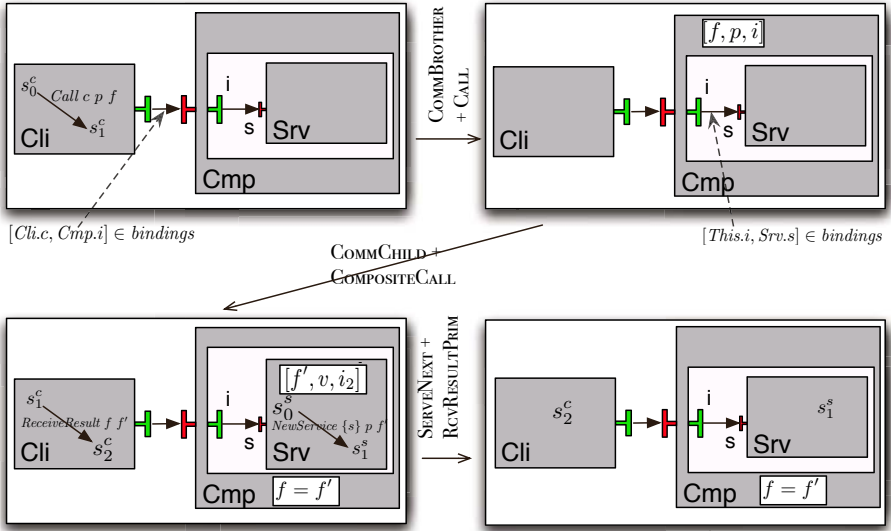 $s_0^c$
Call c p f
$s_1^c$
Cli
i
s
Srv
Cmp
[Cli.c, Cmp.i] ∈ bindings
CommBrother
+ Call
[f, p, i]
Cli
i
s
Srv
Cmp
[This.i, Srv.s] ∈ bindings
CommChild +
CompositeCall
$s_1^c$
ReceiveResult f f′
$s_2^c$
Cli
i
s
[f′, v, i₂]
$s_0^s$
NewService {s} p f′
$s_1^s$
Srv
Cmp
f = f′
ServeNext +
RcvResultPrim
$s_2^c$
Cli
i
s
$s_1^s$
Srv
Cmp
f = f′